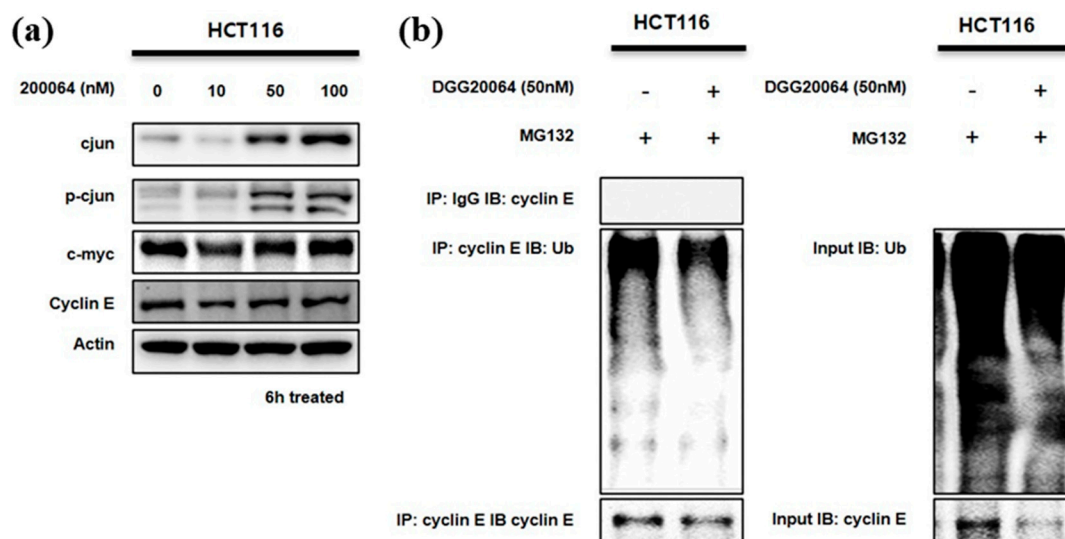 (a)
HCT116
200064 (nM) 0 10 50 100
cjun
p-cjun
c-myc
Cyclin E
Actin
6h treated
(b)
HCT116
DGG20064 (50nM) - +
MG132 + +
IP: IgG IB: cyclin E
IP: cyclin E IB: Ub
IP: cyclin E IB cyclin E
HCT116
DGG20064 (50nM) - +
+ +
Input IB: Ub
Input IB: cyclin E